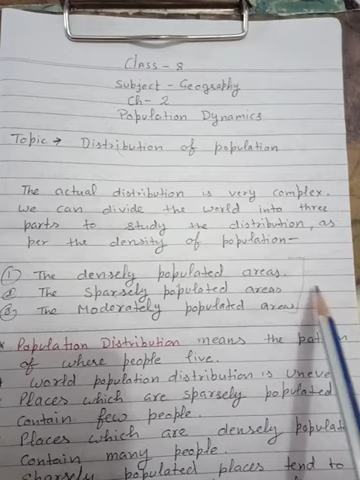 Class - 8
Subject - Geography
Ch - 2
Population Dynamics
Topic → Distribution of population
The actual distribution is very complex.
We can divide the world into three
parts to study the distribution, as
per the density of population-
① The densely populated areas.
② The Sparsely populated areas
③ The Moderately populated areas.
* Population Distribution means the
of where people live.
World population distribution is
Places which are sparsely populated
Contain few people.
Places which are densely
Contain many people.
Sparsely populated places tend to